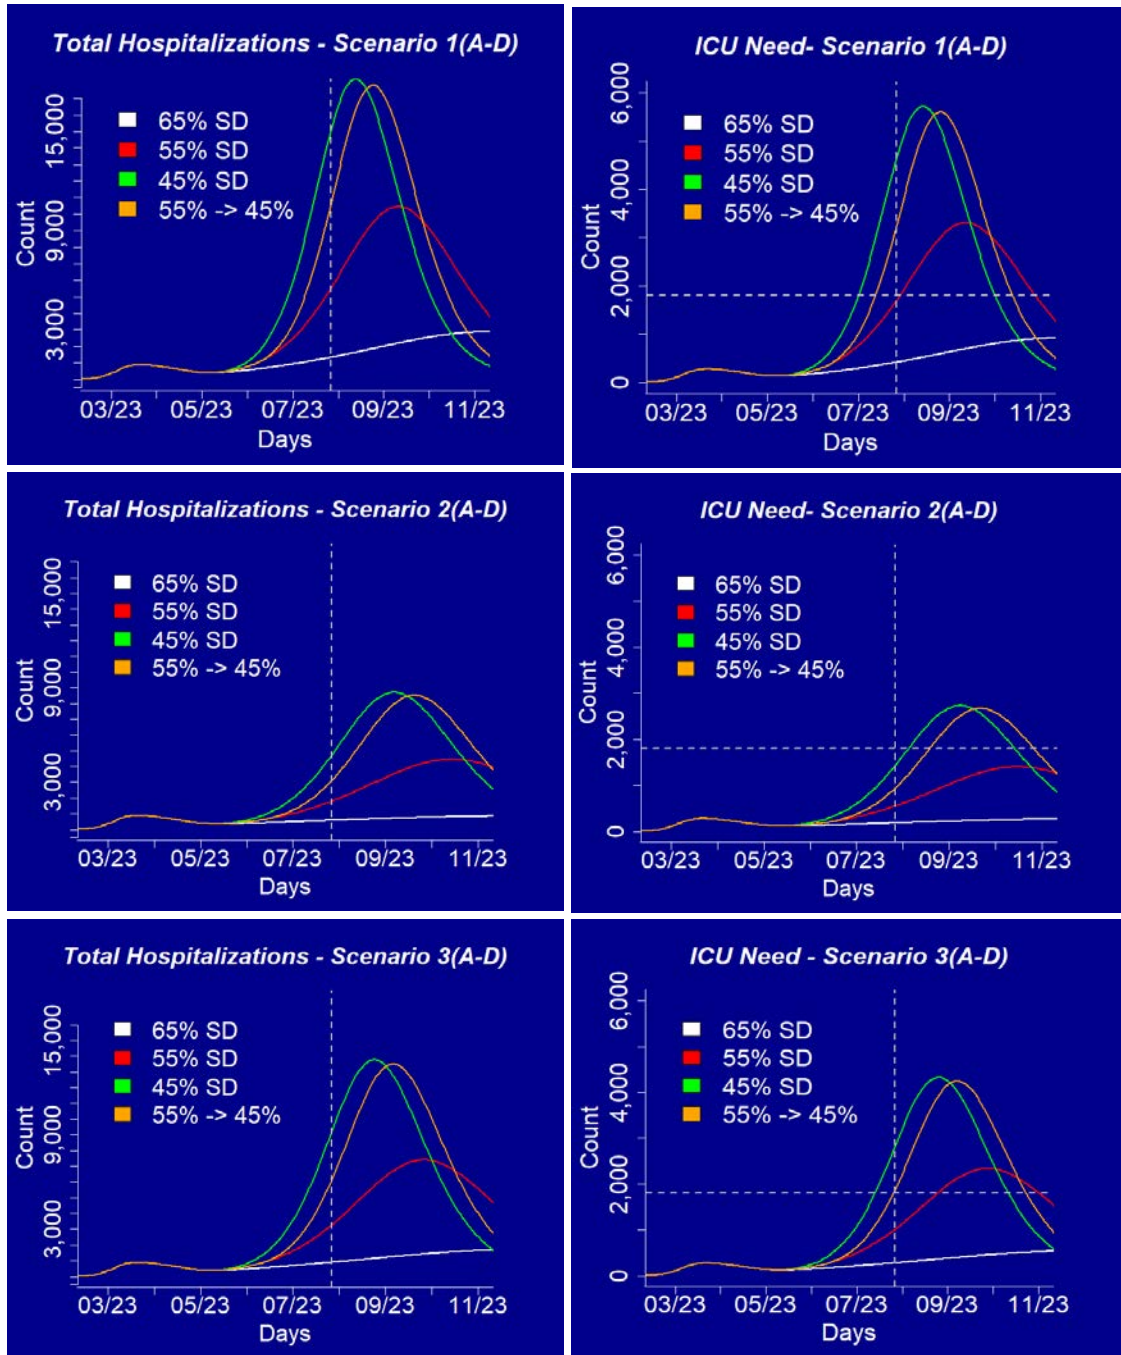 Total Hospitalizations - Scenario 1(A-D)
Count
3,000
9,000
15,000
65% SD
55% SD
45% SD
55% -> 45%
03/23 05/23 07/23 09/23 11/23
Days
ICU Need- Scenario 1(A-D)
Count
0
2,000
4,000
6,000
65% SD
55% SD
45% SD
55% -> 45%
03/23 05/23 07/23 09/23 11/23
Days
Total Hospitalizations - Scenario 2(A-D)
Count
3,000
9,000
15,000
65% SD
55% SD
45% SD
55% -> 45%
03/23 05/23 07/23 09/23 11/23
Days
ICU Need- Scenario 2(A-D)
Count
0
2,000
4,000
6,000
65% SD
55% SD
45% SD
55% -> 45%
03/23 05/23 07/23 09/23 11/23
Days
Total Hospitalizations - Scenario 3(A-D)
Count
3,000
9,000
15,000
65% SD
55% SD
45% SD
55% -> 45%
03/23 05/23 07/23 09/23 11/23
Days
ICU Need - Scenario 3(A-D)
Count
0
2,000
4,000
6,000
65% SD
55% SD
45% SD
55% -> 45%
03/23 05/23 07/23 09/23 11/23
Days